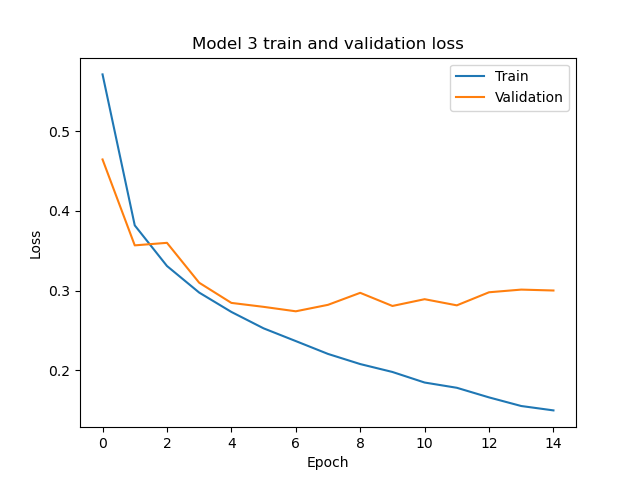 Model 3 train and validation loss
Train
Validation
0.5
0.4
0.3
0.2
Loss
0 2 4 6 8 10 12 14
Epoch